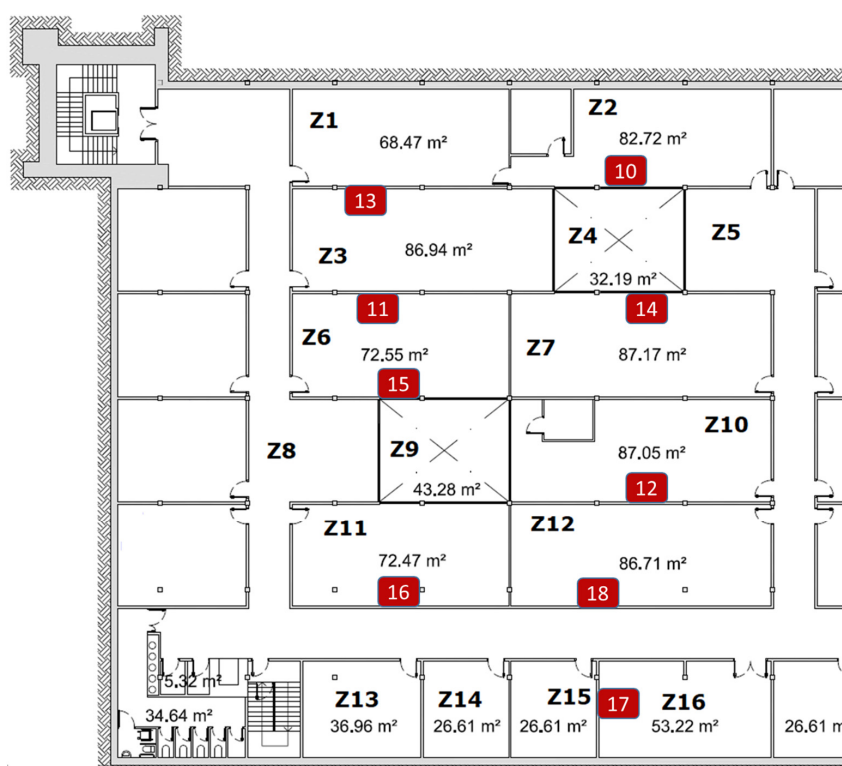 Z1
68.47 m²
Z2
82.72 m²
10
13
Z3
86.94 m²
Z4
32.19 m²
Z5
11
14
Z6
72.55 m²
Z7
87.17 m²
15
Z8
Z9
43.28 m²
Z10
87.05 m²
12
Z11
72.47 m²
Z12
86.71 m²
16
18
5.32 m²
34.64 m²
Z13
36.96 m²
Z14
26.61 m²
Z15
26.61 m²
17
Z16
53.22 m²
26.61 m